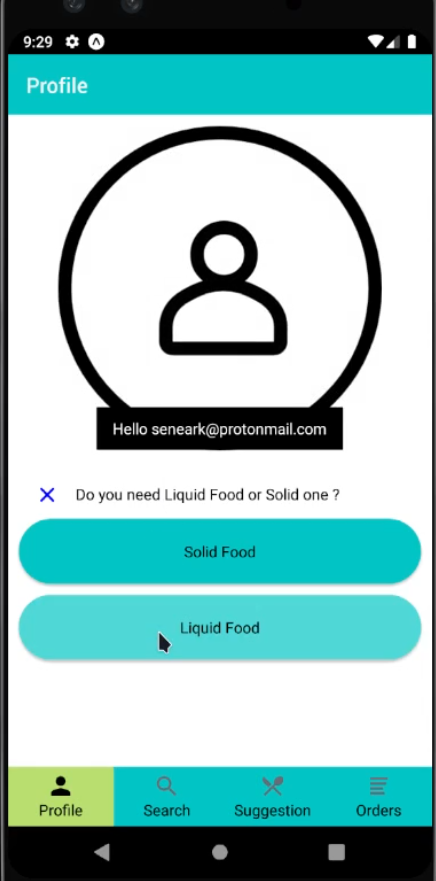 9:29
Profile
Hello seneark@protonmail.com
Do you need Liquid Food or Solid one ?
Solid Food
Liquid Food
Profile Search Suggestion Orders